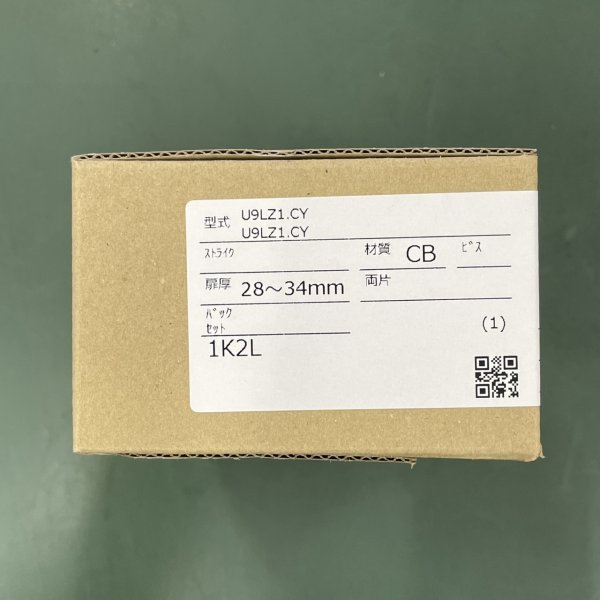 型式 U9LZ1.CY
U9LZ1.CY
ｽﾄﾗｲｸ 材質 CB ﾋﾞｽ
扉厚 28～34mm 両片
ﾊﾞｯｸ
ｾｯﾄ (1)
1K2L